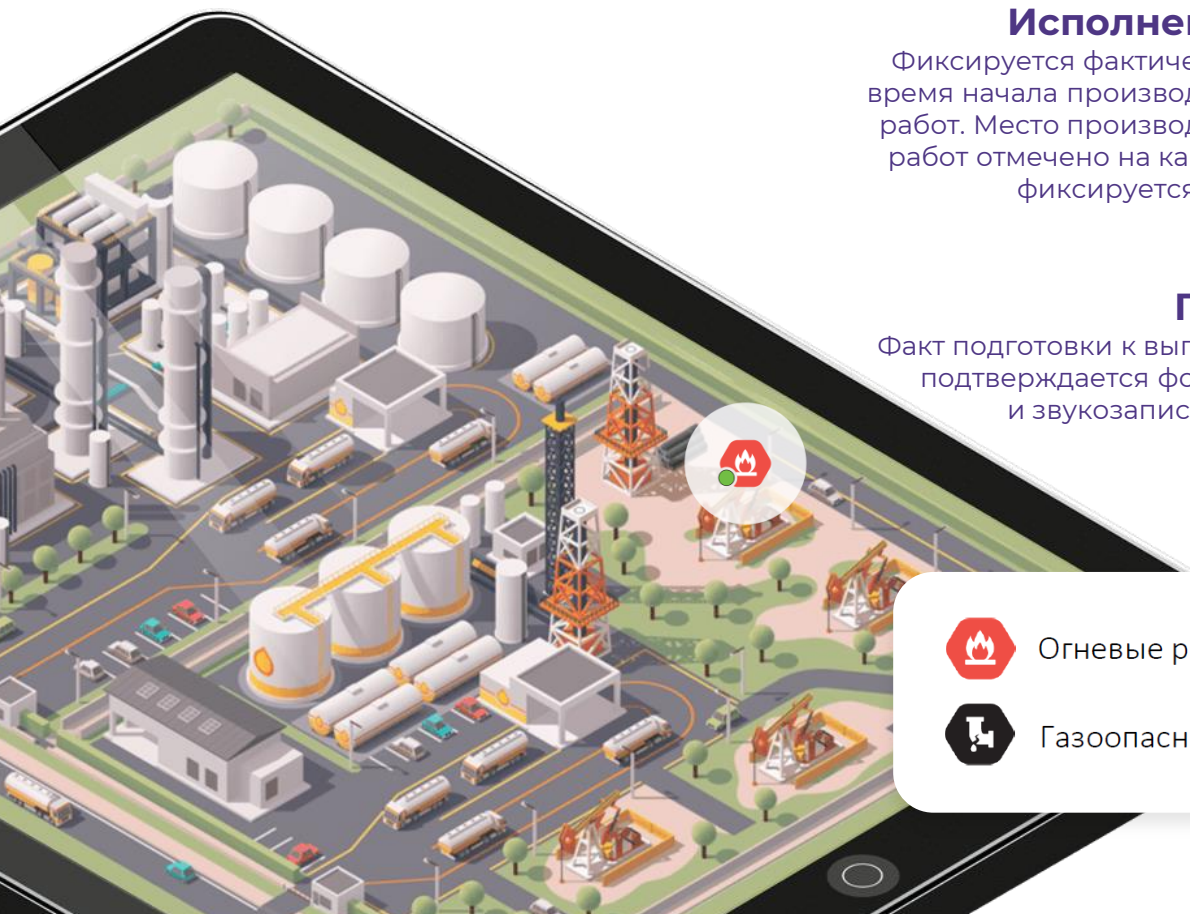 Исполне
Фиксируется фактиче
время начала производ
работ. Место производ
работ отмечено на ка
фиксируется
П
Факт подготовки к вып
подтверждается фо
и звукозапис
Огневые р
Газоопасн